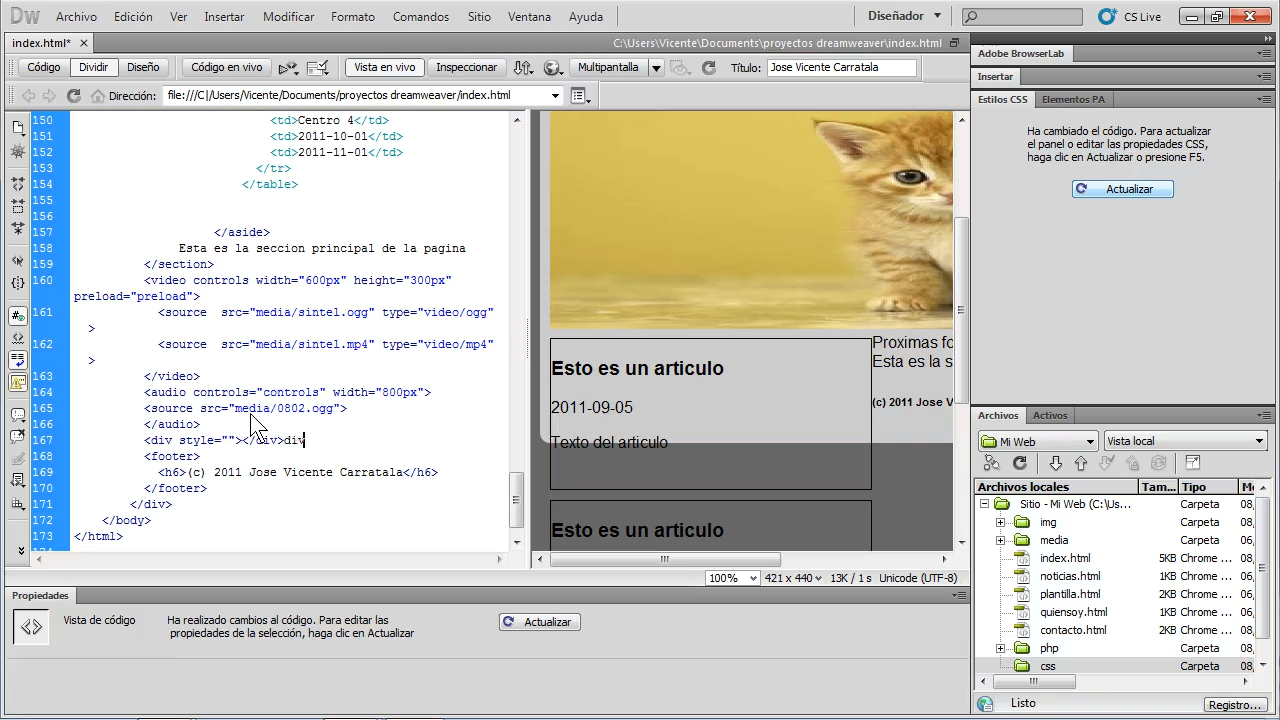 Dw Archivo Edición Ver Insertar Modificar Formato Comandos Sitio Ventana Ayuda Diseñador CS Live
index.html* C:\Users\Vicente\Documents\proyectos dreamweaver\index.html
Código Dividir Diseño Código en vivo Vista en vivo Inspeccionar Multipantalla Título: Jose Vicente Carratala
Dirección: file:///C|/Users/Vicente/Documents/proyectos dreamweaver/index.html
150 <td>Centro 4</td>
151 <td>2011-10-01</td>
152 <td>2011-11-01</td>
153 </tr>
154 </table>
155
156
157 </aside>
158 Esta es la seccion principal de la pagina
159 </section>
160 <video controls width="600px" height="300px"
preload="preload">
161 <source  src="media/sintel.ogg" type="video/ogg"
>
162 <source  src="media/sintel.mp4" type="video/mp4"
>
163 </video>
164 <audio controls="controls" width="800px">
165 <source src="media/0802.ogg">
166 </audio>
167 <div style=""></div>div
168 <footer>
169 <h6>(c) 2011 Jose Vicente Carratala</h6>
170 </footer>
171 </div>
172 </body>
173 </html>
Esto es un articulo
2011-09-05
Texto del articulo
Proximas fo
Esta es la s
(c) 2011 Jose V
Esto es un articulo
100% 421 x 440 13K / 1 s Unicode (UTF-8)
Propiedades
Vista de código
Ha realizado cambios al código. Para editar las
propiedades de la selección, haga clic en Actualizar
Actualizar
Adobe BrowserLab
Insertar
Estilos CSS Elementos PA
Ha cambiado el código. Para actualizar
el panel o editar las propiedades CSS,
haga clic en Actualizar o presione F5.
Actualizar
Archivos Activos
Mi Web Vista local
Archivos locales Tam... Tipo
Sitio - Mi Web (C:\Us... Carpeta 08,
img Carpeta 08,
media Carpeta 08,
index.html 5KB Chrome ... 08,
noticias.html 1KB Chrome ... 06,
plantilla.html 2KB Chrome ... 06,
quiensoy.html 1KB Chrome ... 06,
contacto.html 2KB Chrome ... 08,
php Carpeta 08,
css Carpeta 08,
Listo Registro...